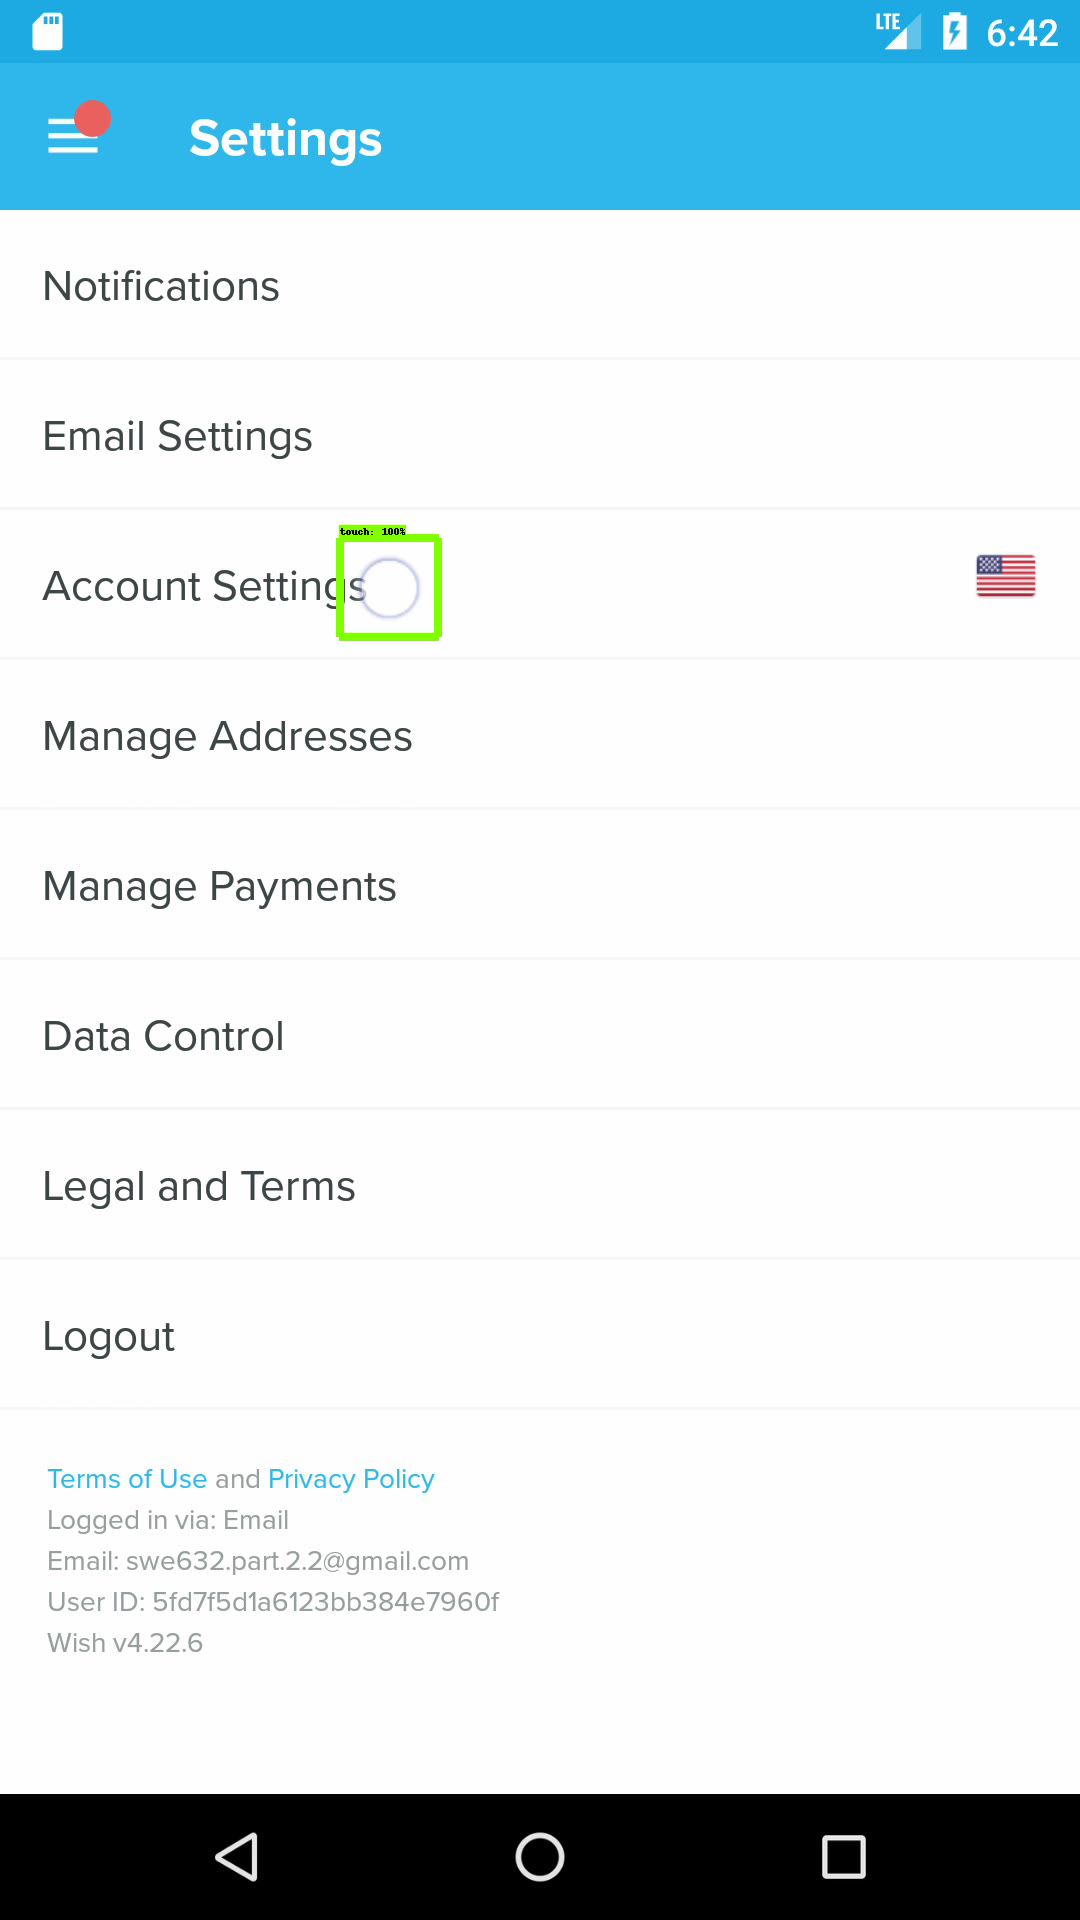 LTE 6:42
Settings
Notifications
Email Settings
touch: 100%
Account Settings
Manage Addresses
Manage Payments
Data Control
Legal and Terms
Logout
Terms of Use and Privacy Policy
Logged in via: Email
Email: swe632.part.2.2@gmail.com
User ID: 5fd7f5d1a6123bb384e7960f
Wish v4.22.6